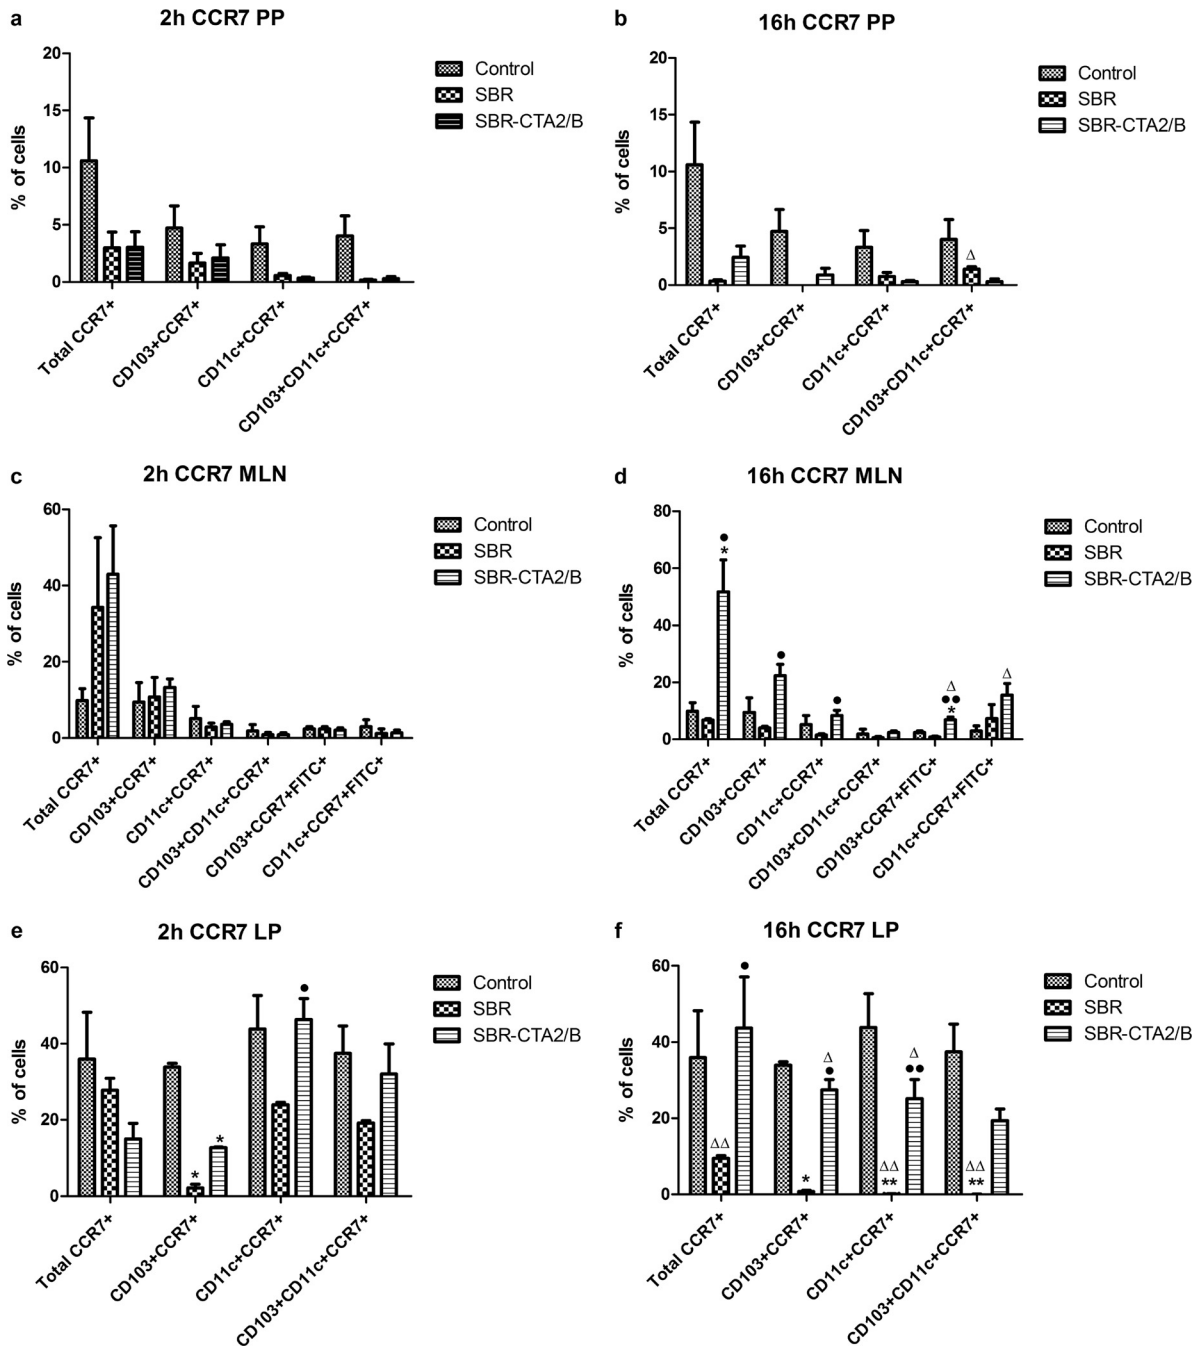 a
2h CCR7 PP
20
15
10
5
0
% of cells
Control
SBR
SBR-CTA2/B
Total CCR7+
CD103+CCR7+
CD11c+CCR7+
CD103+CD11c+CCR7+
b
16h CCR7 PP
20
15
10
5
0
% of cells
Control
SBR
SBR-CTA2/B
Δ
Total CCR7+
CD103+CCR7+
CD11c+CCR7+
CD103+CD11c+CCR7+
c
2h CCR7 MLN
60
40
20
0
% of cells
Control
SBR
SBR-CTA2/B
Total CCR7+
CD103+CCR7+
CD11c+CCR7+
CD103+CD11c+CCR7+
CD103+CCR7+FITC+
CD11c+CCR7+FITC+
d
16h CCR7 MLN
80
60
40
20
0
% of cells
Control
SBR
SBR-CTA2/B
●
*
●
●
Δ
●●
*
Δ
Total CCR7+
CD103+CCR7+
CD11c+CCR7+
CD103+CD11c+CCR7+
CD103+CCR7+FITC+
CD11c+CCR7+FITC+
e
2h CCR7 LP
60
40
20
0
% of cells
Control
SBR
SBR-CTA2/B
*
*
●
Total CCR7+
CD103+CCR7+
CD11c+CCR7+
CD103+CD11c+CCR7+
f
16h CCR7 LP
60
40
20
0
% of cells
Control
SBR
SBR-CTA2/B
ΔΔ
●
*
Δ
●
ΔΔ
**
Δ
●●
ΔΔ
**
Total CCR7+
CD103+CCR7+
CD11c+CCR7+
CD103+CD11c+CCR7+